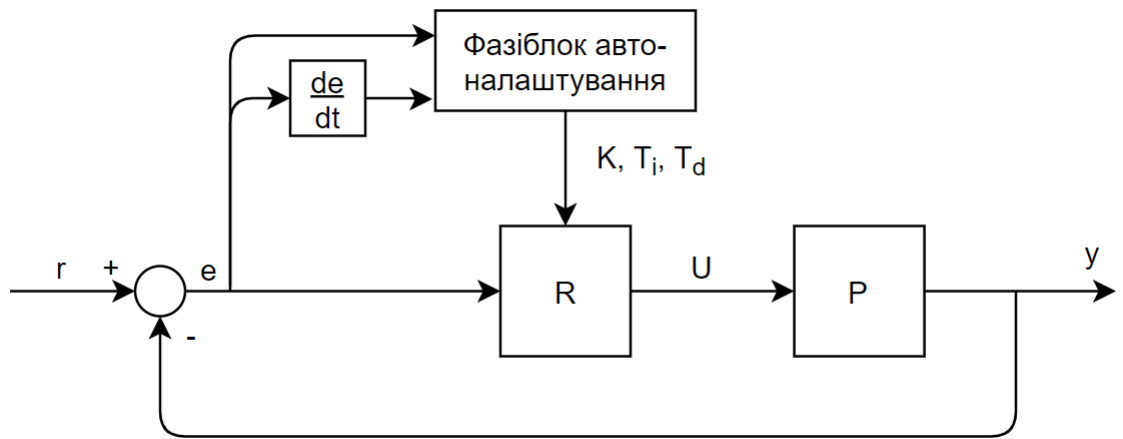 Фазіблок авто-
налаштування
de
dt
K, Ti, Td
r
+
e
R
U
P
y
-